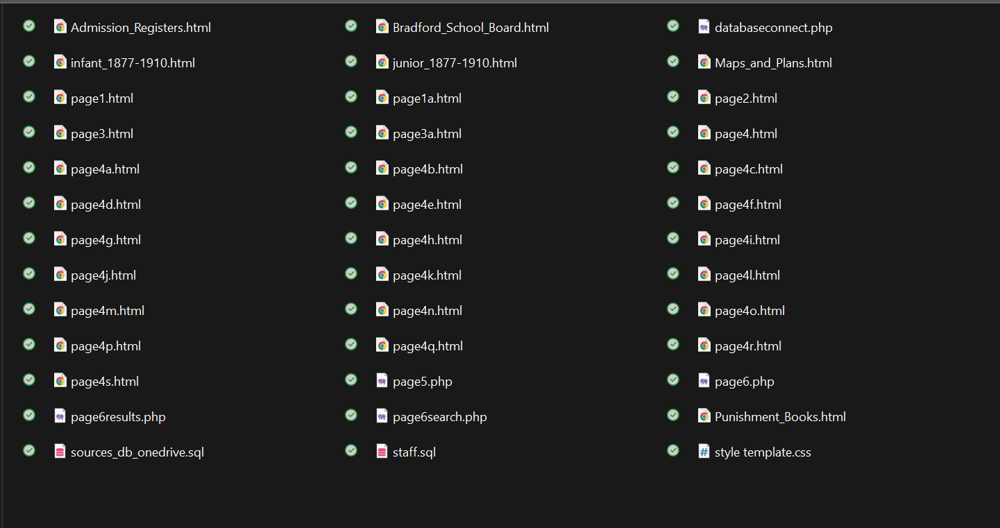 Admission_Registers.html Bradford_School_Board.html databaseconnect.php
infant_1877-1910.html junior_1877-1910.html Maps_and_Plans.html
page1.html page1a.html page2.html
page3.html page3a.html page4.html
page4a.html page4b.html page4c.html
page4d.html page4e.html page4f.html
page4g.html page4h.html page4i.html
page4j.html page4k.html page4l.html
page4m.html page4n.html page4o.html
page4p.html page4q.html page4r.html
page4s.html page5.php page6.php
page6results.php page6search.php Punishment_Books.html
sources_db_onedrive.sql staff.sql style template.css